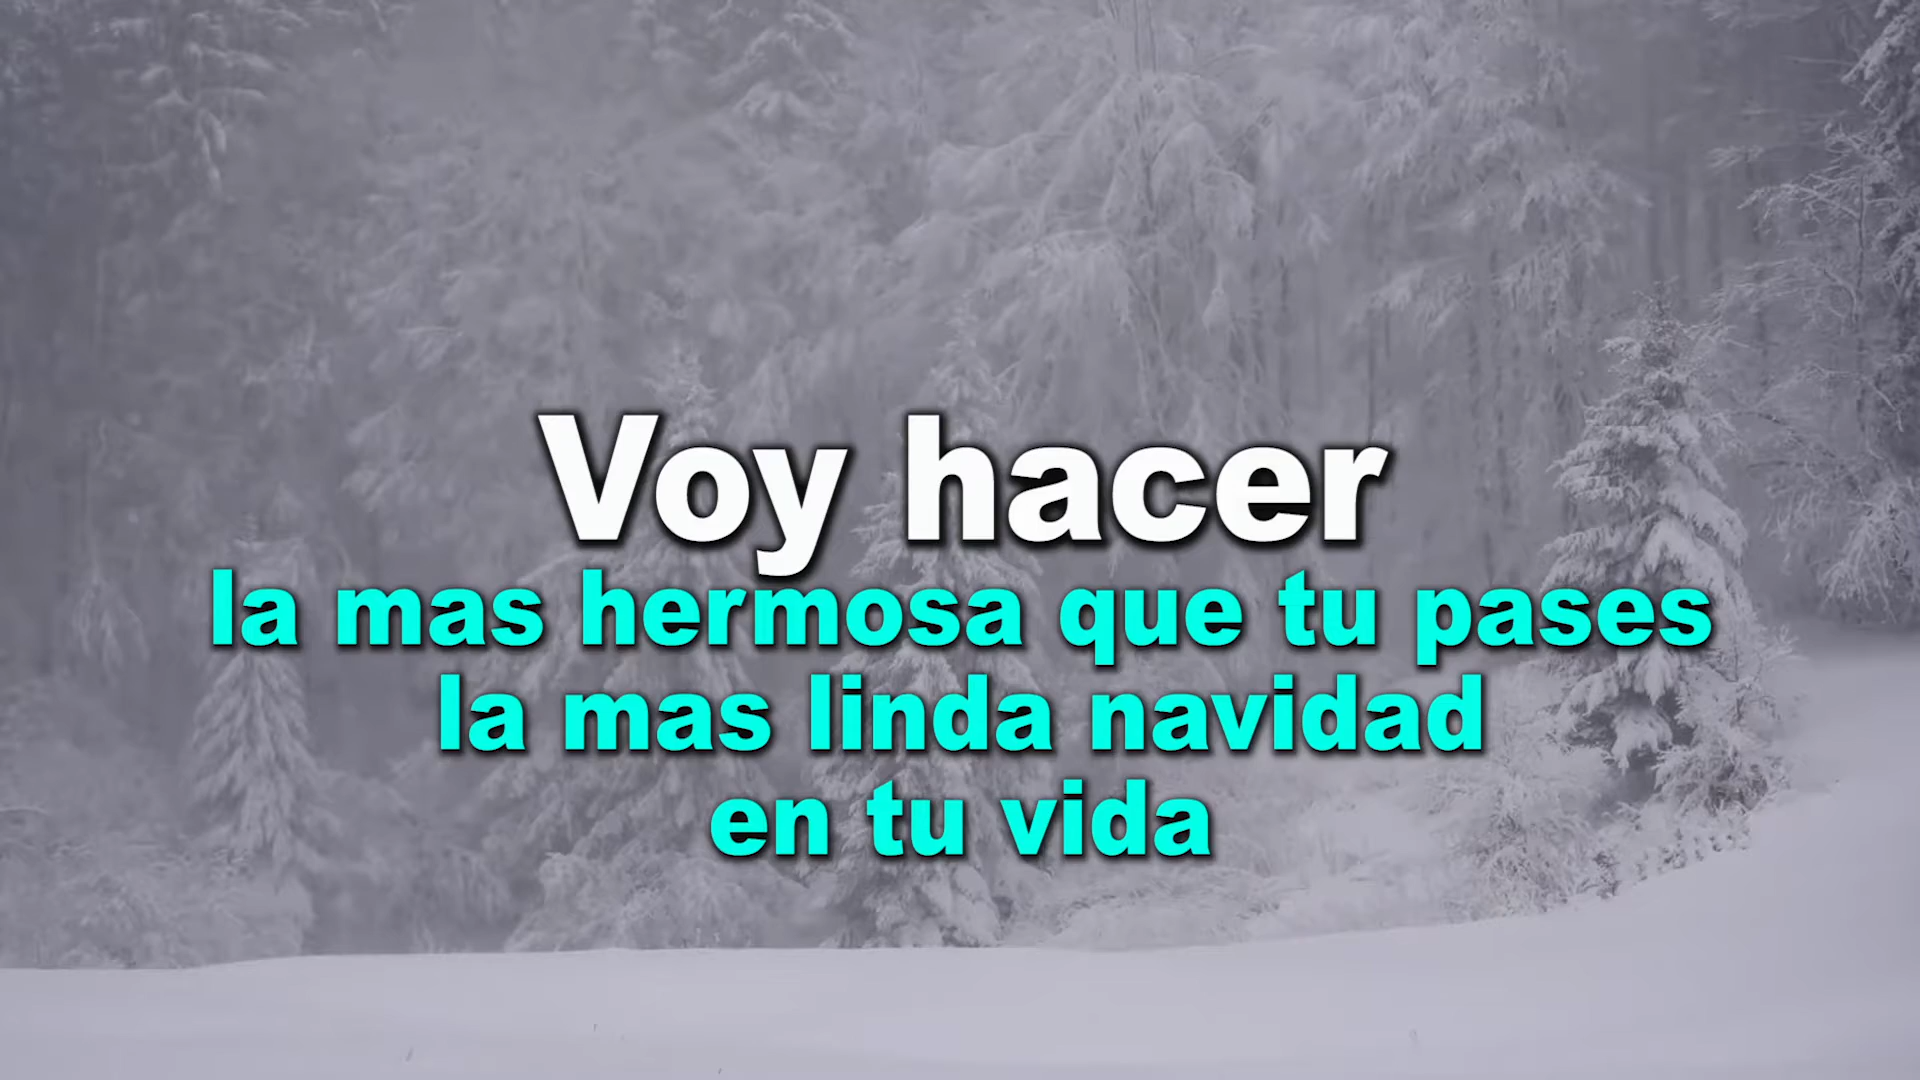 Voy hacer
la mas hermosa que tu pases
la mas linda navidad
en tu vida